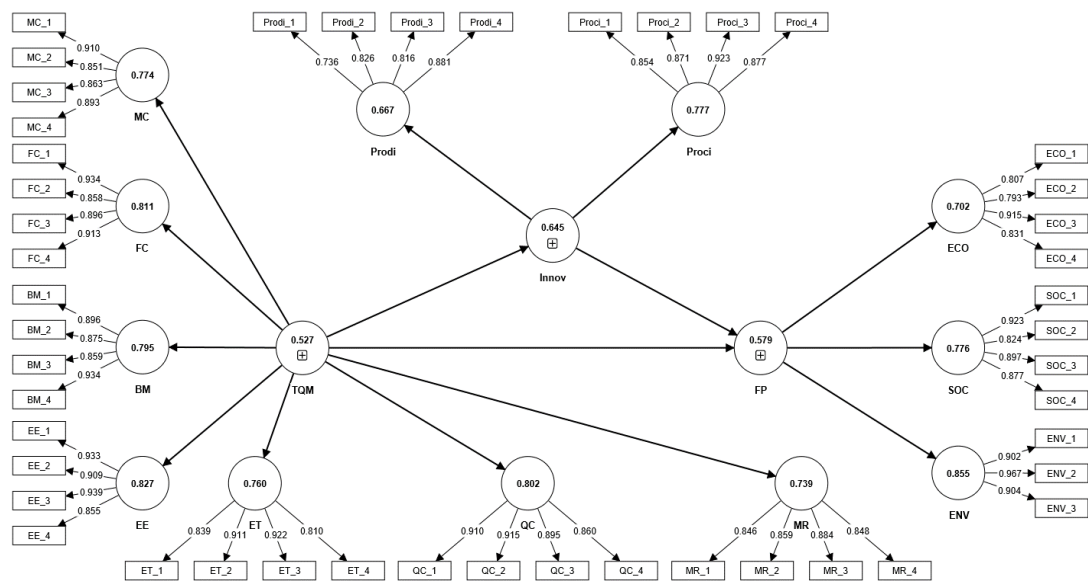 MC_1
MC_2
MC_3
MC_4
0.910
0.851
0.863
0.893
0.774
MC
Prodi_1
Prodi_2
Prodi_3
Prodi_4
0.736
0.826
0.816
0.881
0.667
Prodi
Proci_1
Proci_2
Proci_3
Proci_4
0.854
0.871
0.923
0.877
0.777
Proci
FC_1
FC_2
FC_3
FC_4
0.934
0.858
0.896
0.913
0.811
FC
0.645
Innov
ECO_1
ECO_2
ECO_3
ECO_4
0.807
0.793
0.915
0.831
0.702
ECO
BM_1
BM_2
BM_3
BM_4
0.896
0.875
0.859
0.934
0.795
BM
0.527
TQM
0.579
FP
SOC_1
SOC_2
SOC_3
SOC_4
0.923
0.824
0.897
0.877
0.776
SOC
EE_1
EE_2
EE_3
EE_4
0.933
0.909
0.939
0.855
0.827
EE
0.760
ET
0.839
0.911
0.922
0.810
ET_1
ET_2
ET_3
ET_4
0.802
QC
0.910
0.915
0.895
0.860
QC_1
QC_2
QC_3
QC_4
0.739
MR
0.846
0.859
0.884
0.848
MR_1
MR_2
MR_3
MR_4
ENV_1
ENV_2
ENV_3
0.902
0.967
0.904
0.855
ENV